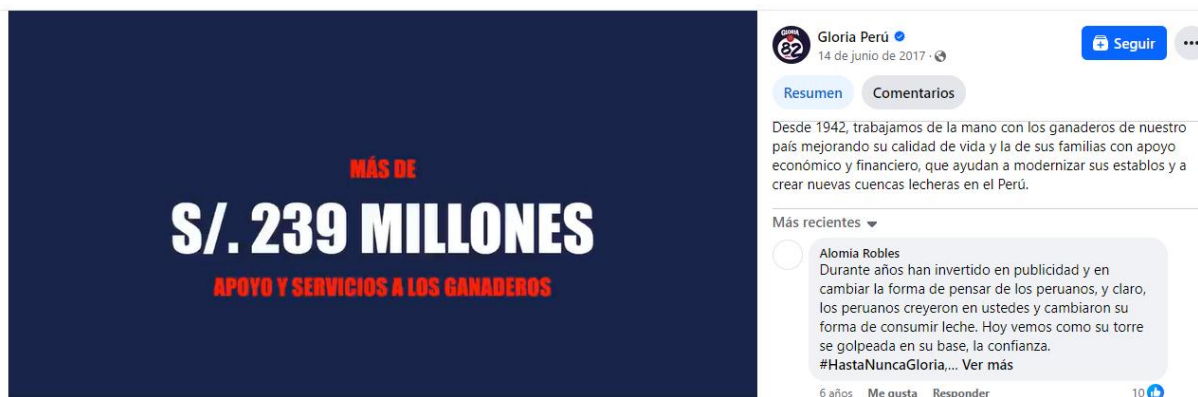 MÁS DE
S/. 239 MILLONES
APOYO Y SERVICIOS A LOS GANADEROS
GLORIA
82
Gloria Perú
14 de junio de 2017 ·
Seguir
Resumen
Comentarios
Desde 1942, trabajamos de la mano con los ganaderos de nuestro
país mejorando su calidad de vida y la de sus familias con apoyo
económico y financiero, que ayudan a modernizar sus establos y a
crear nuevas cuencas lecheras en el Perú.
Más recientes
Alomia Robles
Durante años han invertido en publicidad y en
cambiar la forma de pensar de los peruanos, y claro,
los peruanos creyeron en ustedes y cambiaron su
forma de consumir leche. Hoy vemos como su torre
se golpeada en su base, la confianza.
#HastaNuncaGloria,... Ver más
6 años Me gusta Responder 10